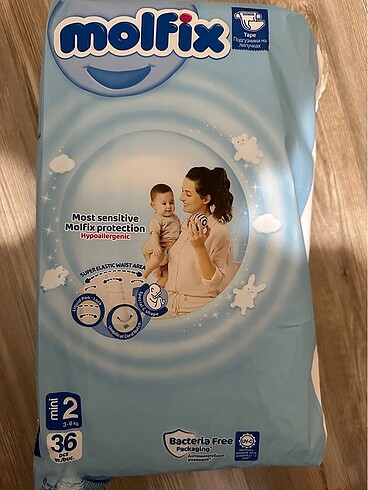 molfix
Tape
Подгузники на
липучках
Most sensitive
Molfix protection
Hypoallergenic
SUPER ELASTIC WAIST AREA
mini 2
3-6 kg
36
pcs
Bacteria Free
Packaging
UV-C